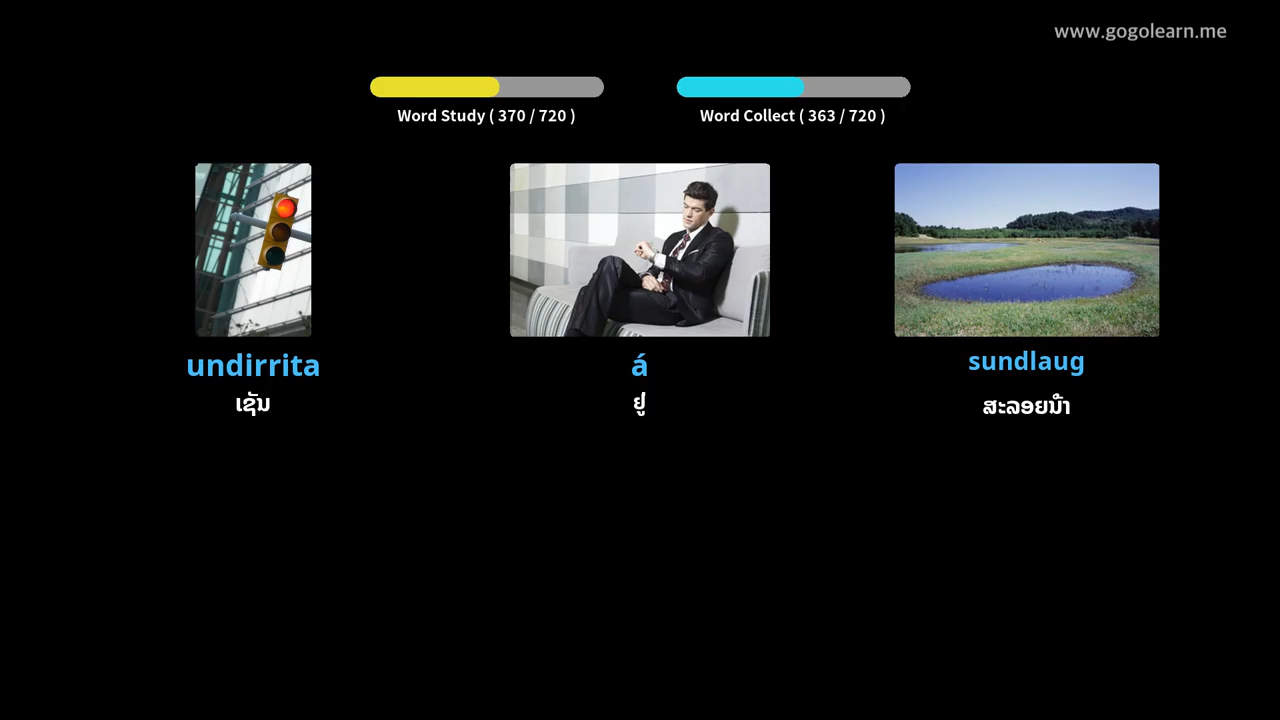 www.gogolearn.me
Word Study ( 370 / 720 )
Word Collect ( 363 / 720 )
undirrita
á
sundlaug
ເຊັນ
ຢູ່
ສະລອຍນ້ຳ